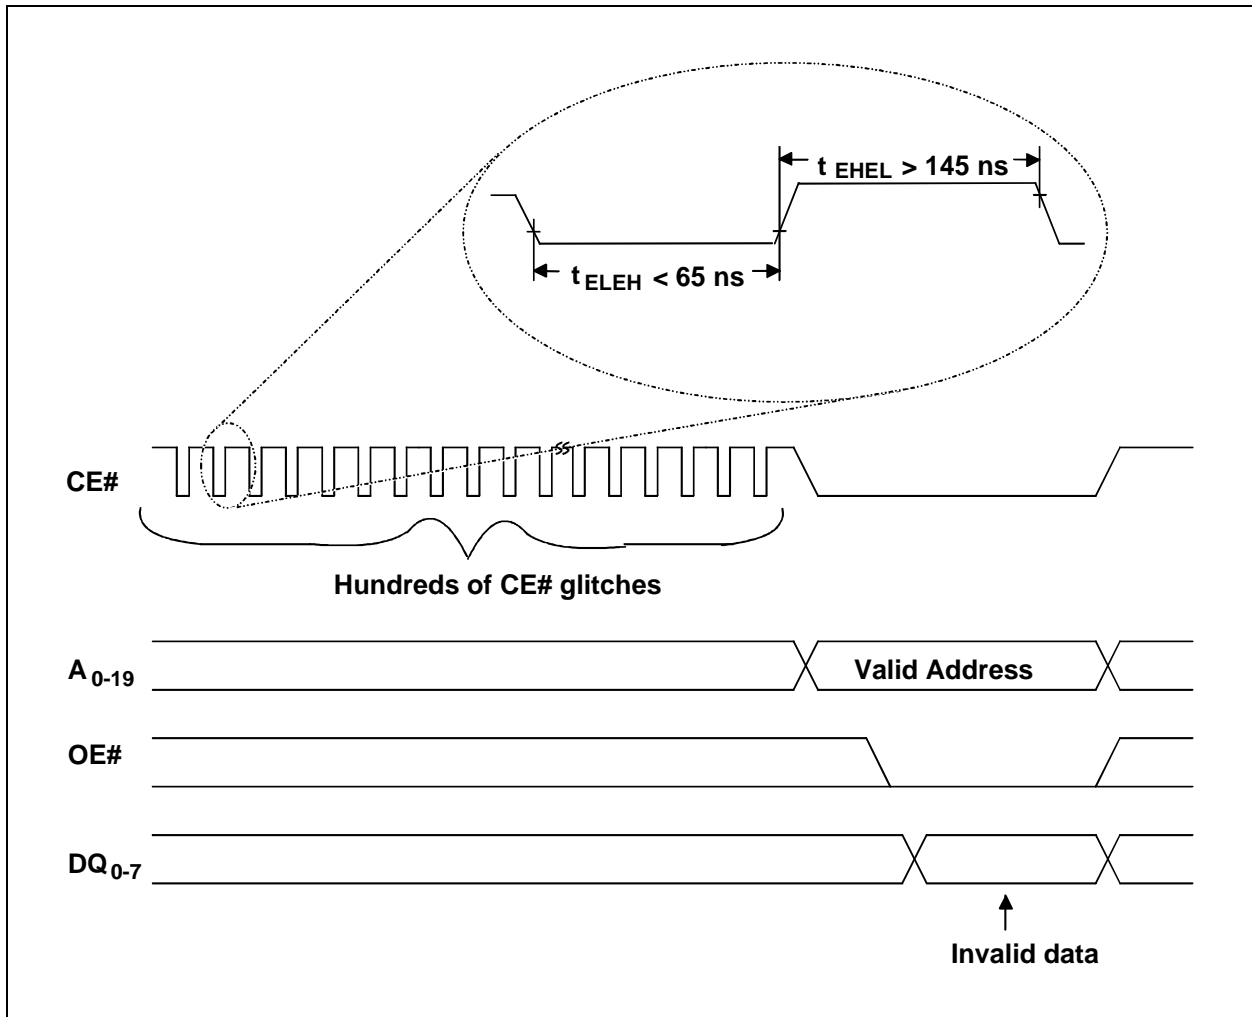 t EHEL > 145 ns
t ELEH < 65 ns
CE#
Hundreds of CE# glitches
A 0-19
Valid Address
OE#
DQ 0-7
Invalid data